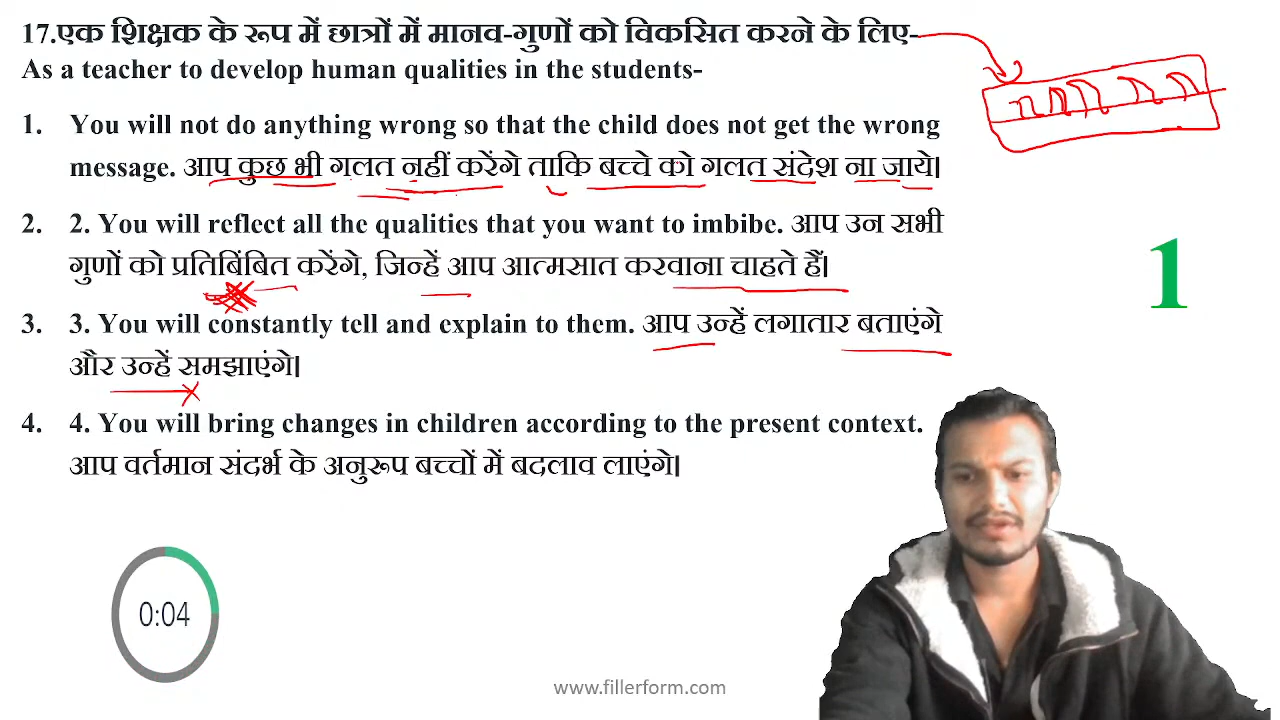 17.एक शिक्षक के रूप में छात्रों में मानव-गुणों को विकसित करने के लिए-
As a teacher to develop human qualities in the students-
1. You will not do anything wrong so that the child does not get the wrong
message. आप कुछ भी गलत नहीं करेंगे ताकि बच्चे को गलत संदेश ना जाये।
2. 2. You will reflect all the qualities that you want to imbibe. आप उन सभी
गुणों को प्रतिबिंबित करेंगे, जिन्हें आप आत्मसात करवाना चाहते हैं।
1
3. 3. You will constantly tell and explain to them. आप उन्हें लगातार बताएंगे
और उन्हें समझाएंगे।
4. 4. You will bring changes in children according to the present context.
आप वर्तमान संदर्भ के अनुरूप बच्चों में बदलाव लाएंगे।
0:04
www.fillerform.com